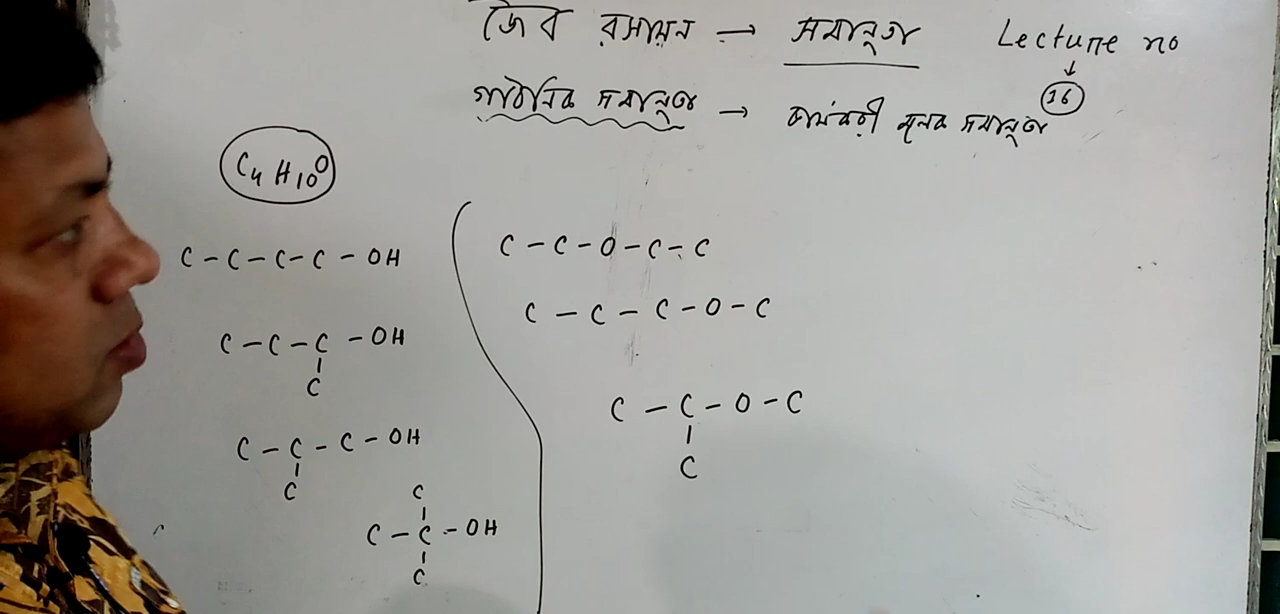 জৈব রসায়ন → সমানুতা Lecture no
↓
16
গাঠনিক সমানুতা → কার্যকরী মূলক সমানুতা
C4H10O
C - C - C - C - OH
C - C - C - OH
|
C
C - C - C - OH
|
C
C
|
C - C - OH
|
C
C - C - O - C - C
C - C - C - O - C
C - C - O - C
|
C